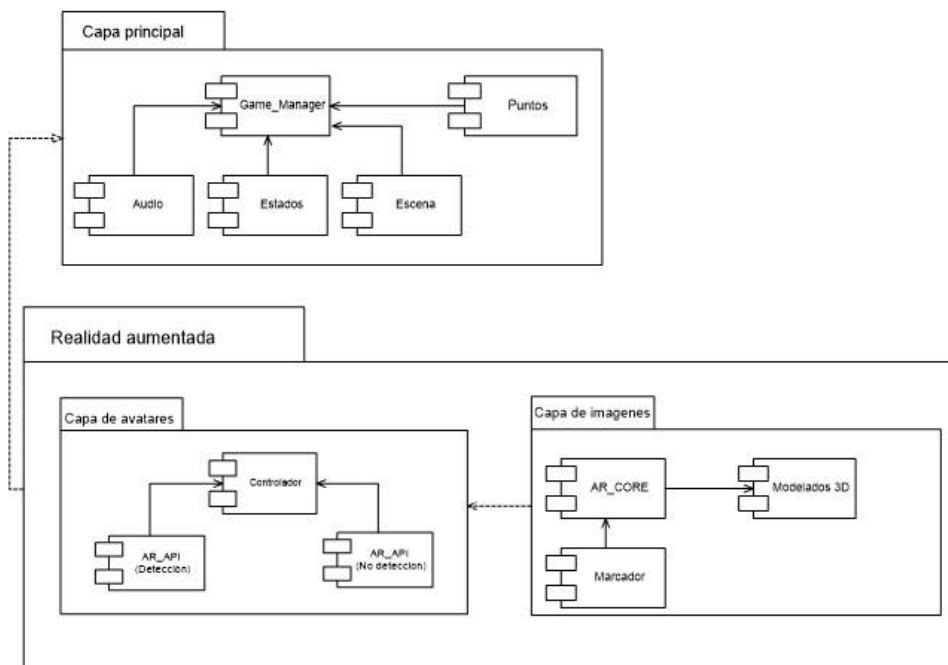 Capa principal
Game_Manager
Puntos
Audio
Estados
Escena
Realidad aumentada
Capa de avatares
Controlador
AR_API
(Detección)
AR_API
(No deteccion)
Capa de imagenes
AR_CORE
Modelados 3D
Marcador